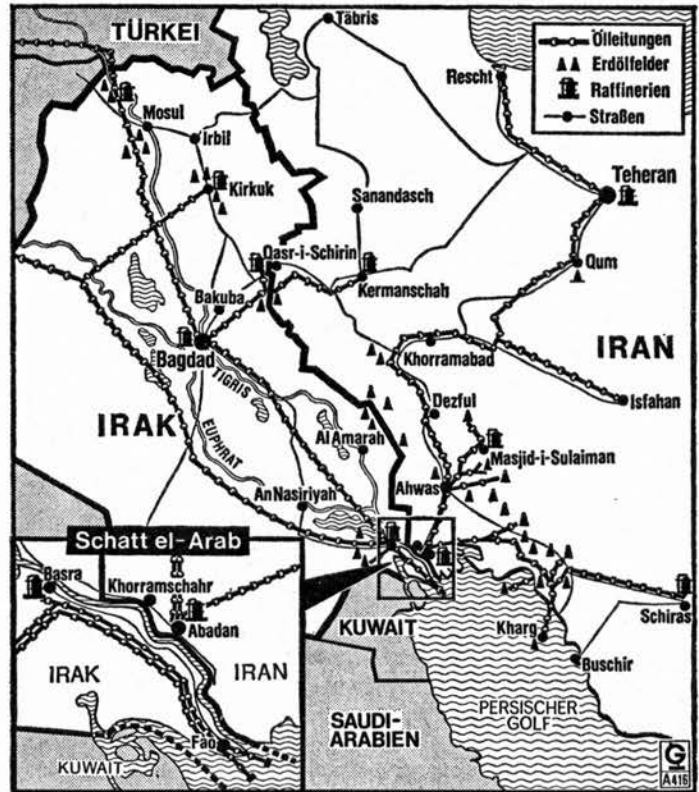 TÜRKEI
Täbris
Rescht
Ölleitungen
Erdölfelder
Raffinerien
Straßen
Mosul
Irbil
Kirkuk
Sanandasch
Teheran
Qasr-i-Schirin
Kermanschah
Qum
Bakuba
Bagdad
Khorramabad
IRAN
TIGRIS
Dezful
Isfahan
IRAK
EUPHRAT
Al Amarah
Masjid-i-Sulaiman
An Nasiriyah
Ahwas
Schatt el-Arab
Basra
Khorramschahr
Abadan
IRAK
IRAN
Fao
KUWAIT
KUWAIT
Kharg
Schiras
Buschir
SAUDI-
ARABIEN
PERSISCHER
GOLF
G
A416